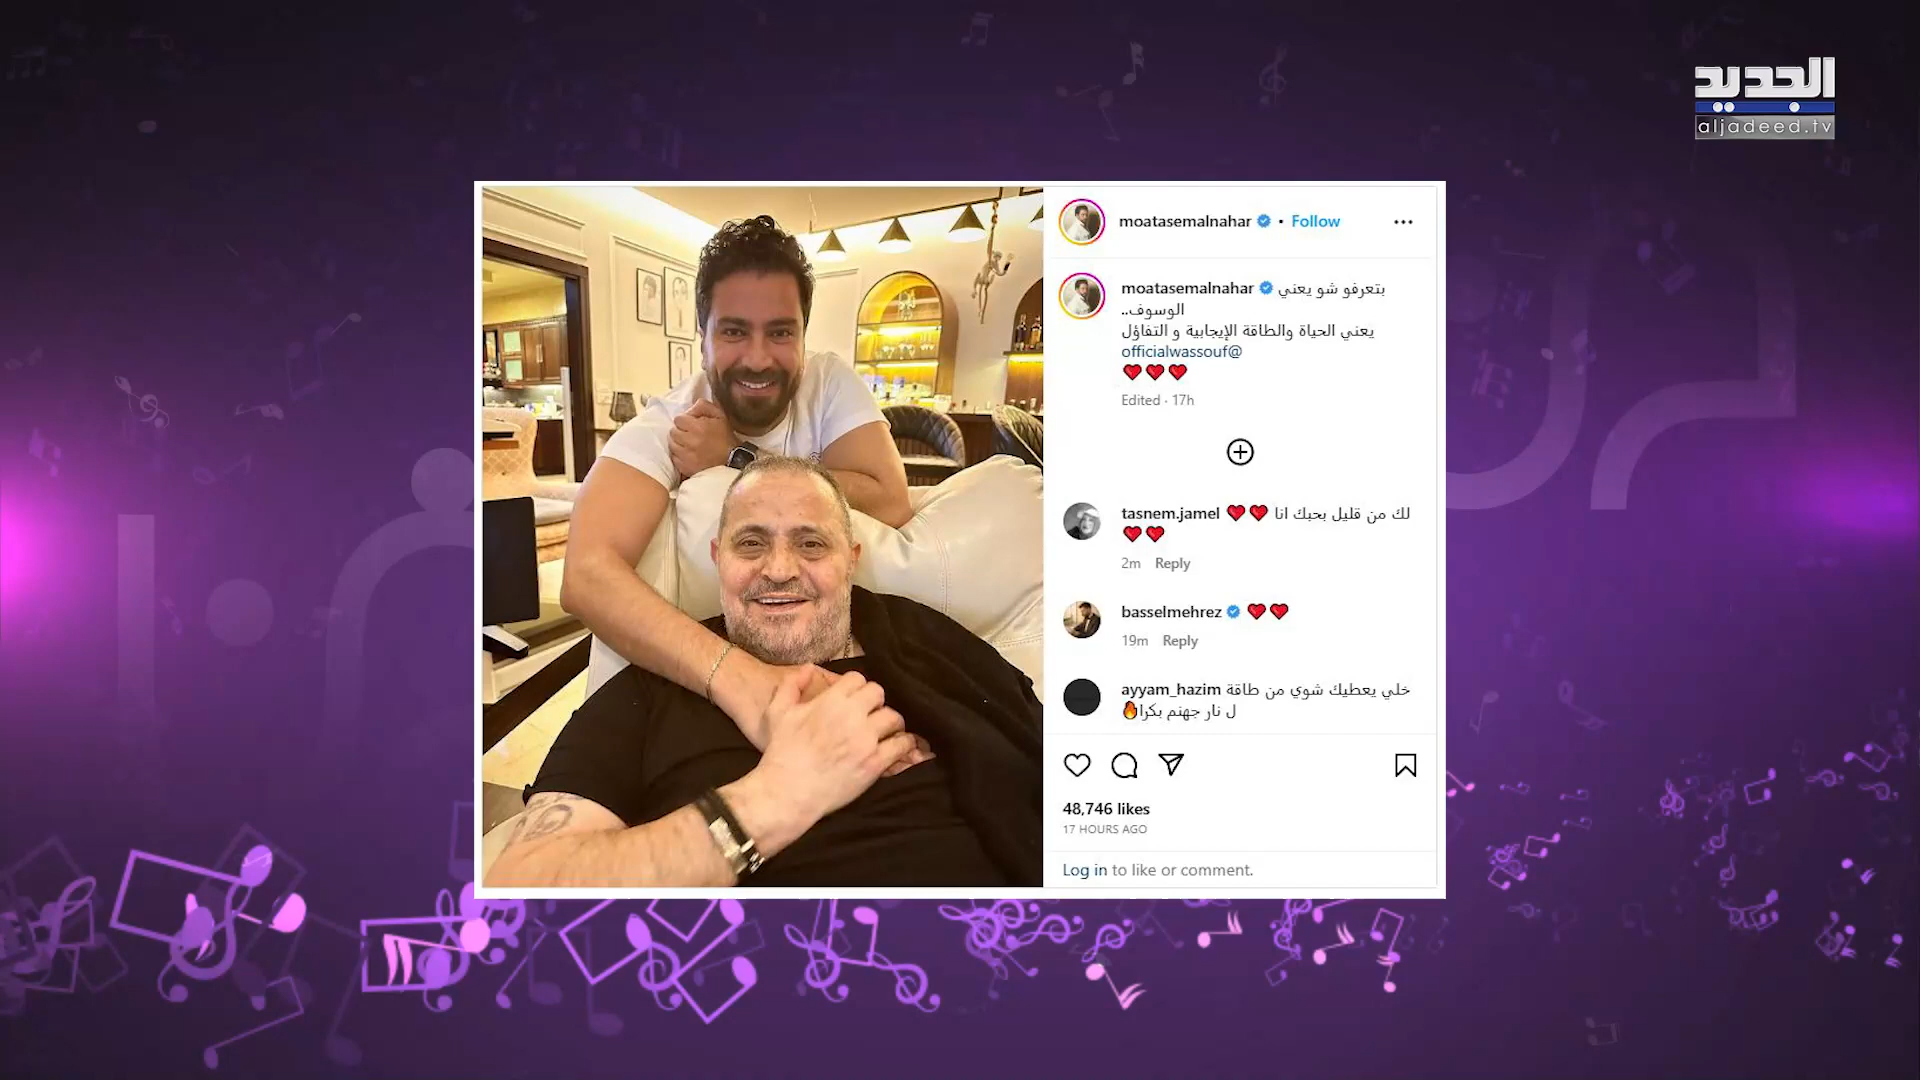 الجديد
aljadeed.tv
moatasemalnahar • Follow
moatasemalnahar بتعرفو شو يعني
الوسوف..
يعني الحياة والطاقة الإيجابية و التفاؤل
officialwassouf@
❤️❤️❤️
Edited · 17h
tasnem.jamel ❤️❤️ لك من قليل بحبك انا
❤️❤️
2m Reply
basselmehrez ❤️❤️
19m Reply
ayyam_hazim خلي يعطيك شوي من طاقة
ل نار جهنم بكرا🔥
48,746 likes
17 HOURS AGO
Log in to like or comment.